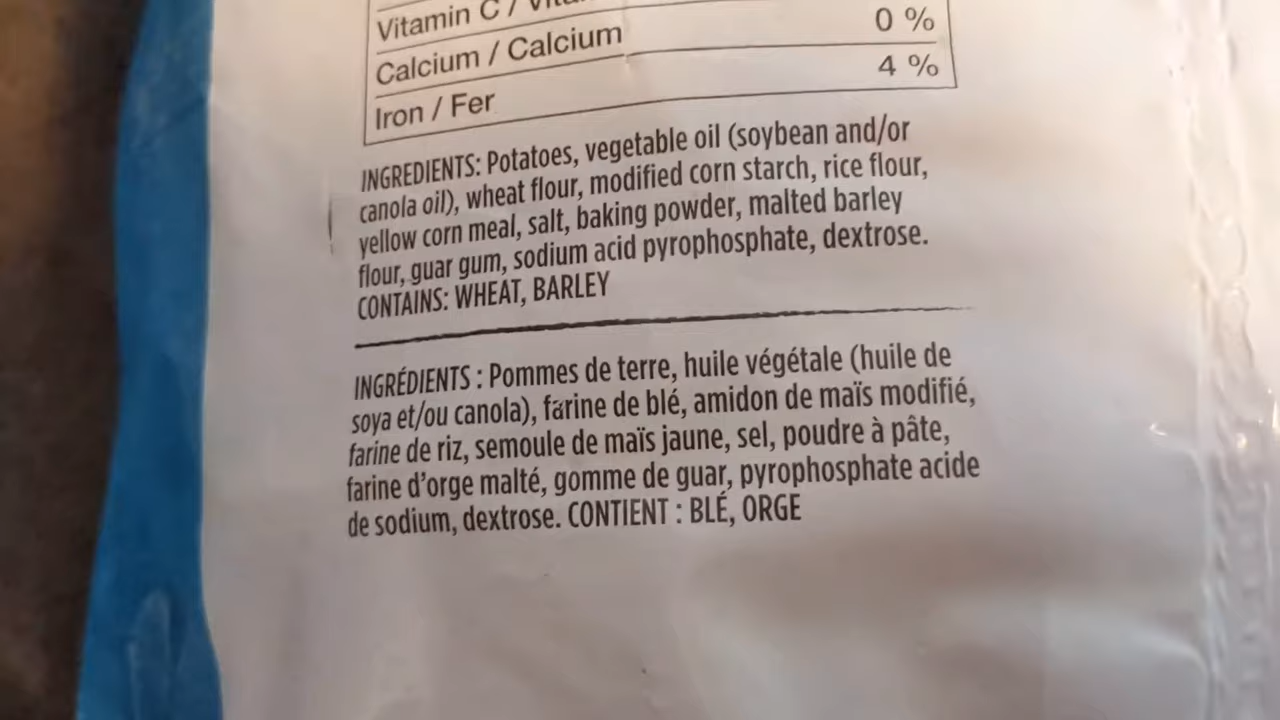 Vitamin C /
0 %
Calcium / Calcium
4 %
Iron / Fer
INGREDIENTS: Potatoes, vegetable oil (soybean and/or
canola oil), wheat flour, modified corn starch, rice flour,
yellow corn meal, salt, baking powder, malted barley
flour, guar gum, sodium acid pyrophosphate, dextrose.
CONTAINS: WHEAT, BARLEY
INGRÉDIENTS : Pommes de terre, huile végétale (huile de
soya et/ou canola), farine de blé, amidon de maïs modifié,
farine de riz, semoule de maïs jaune, sel, poudre à pâte,
farine d'orge malté, gomme de guar, pyrophosphate acide
de sodium, dextrose. CONTIENT : BLÉ, ORGE